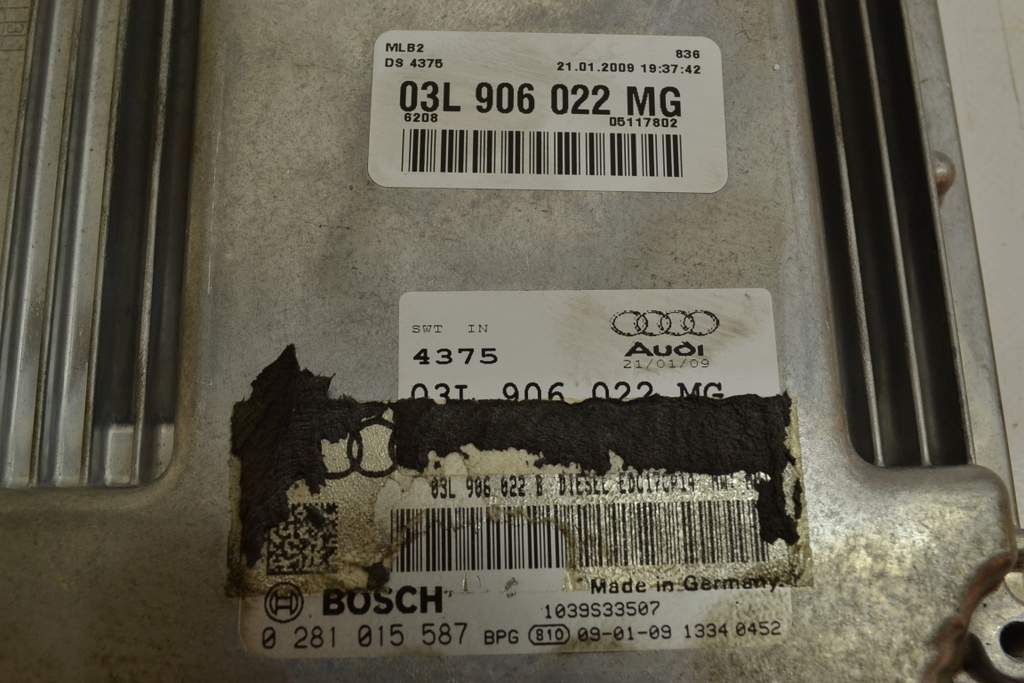 MLB2 836
DS 4375 21.01.2009 19:37:42
03L 906 022 MG
6208 05117802
SWT IN
4375
Audi
21/01/09
03L 906 022 MG
03L 906 022 B DIESEL EDC17CP14
Made in Germany
BOSCH 1039S33507
0 281 015 587 BPG 810 09-01-09 1334 0452